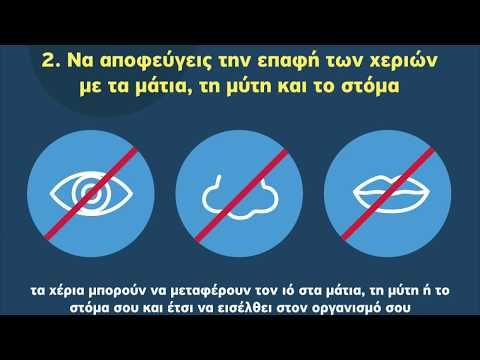 2. Να αποφεύγεις την επαφή των χεριών
με τα μάτια, τη μύτη και το στόμα
τα χέρια μπορούν να μεταφέρουν τον ιό στα μάτια, τη μύτη ή το
στόμα σου και έτσι να εισέλθει στον οργανισμό σου